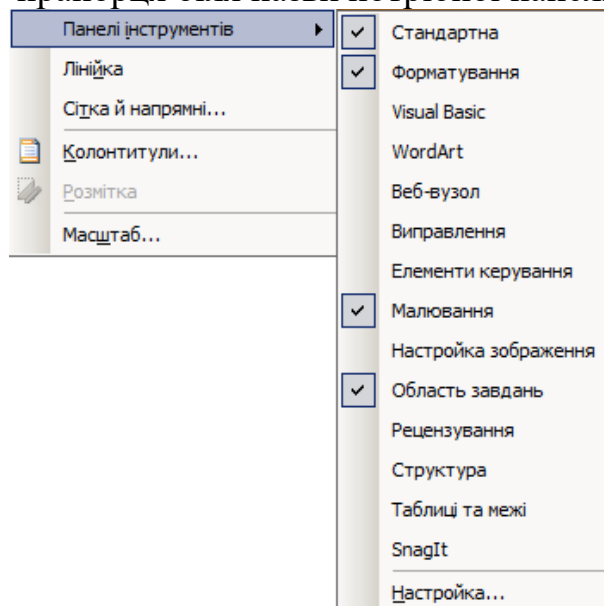 Панелі інструментів
Лінійка
Сітка й напрямні...
Колонтитули...
Розмітка
Масштаб...
Стандартна
Форматування
Visual Basic
WordArt
Веб-вузол
Виправлення
Елементи керування
Малювання
Настройка зображення
Область завдань
Рецензування
Структура
Таблиці та межі
SnagIt
Настройка...